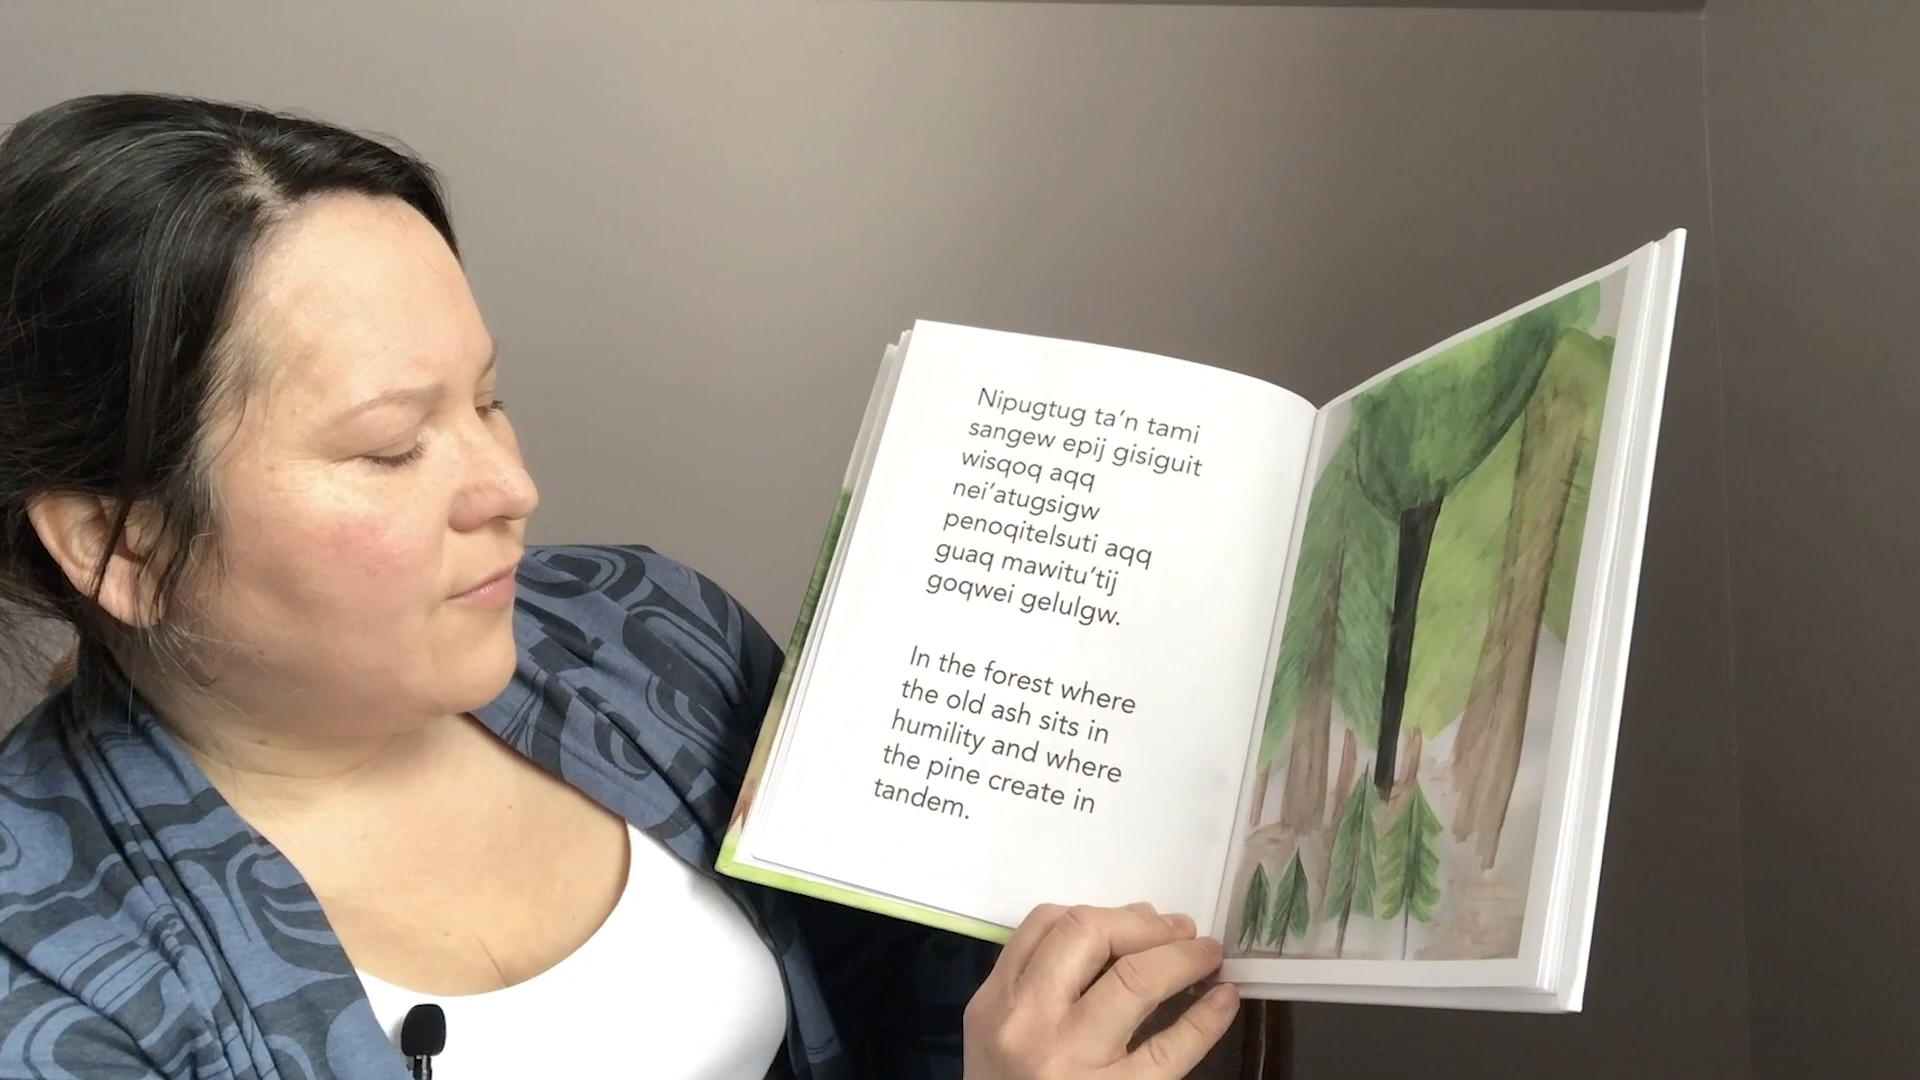 Nipugtug ta'n tami
sangew epij gisiguit
wisqoq aqq
nei'atugsigw
penoqitelsuti aqq
guaq mawitu'tij
goqwei gelulgw.
In the forest where
the old ash sits in
humility and where
the pine create in
tandem.